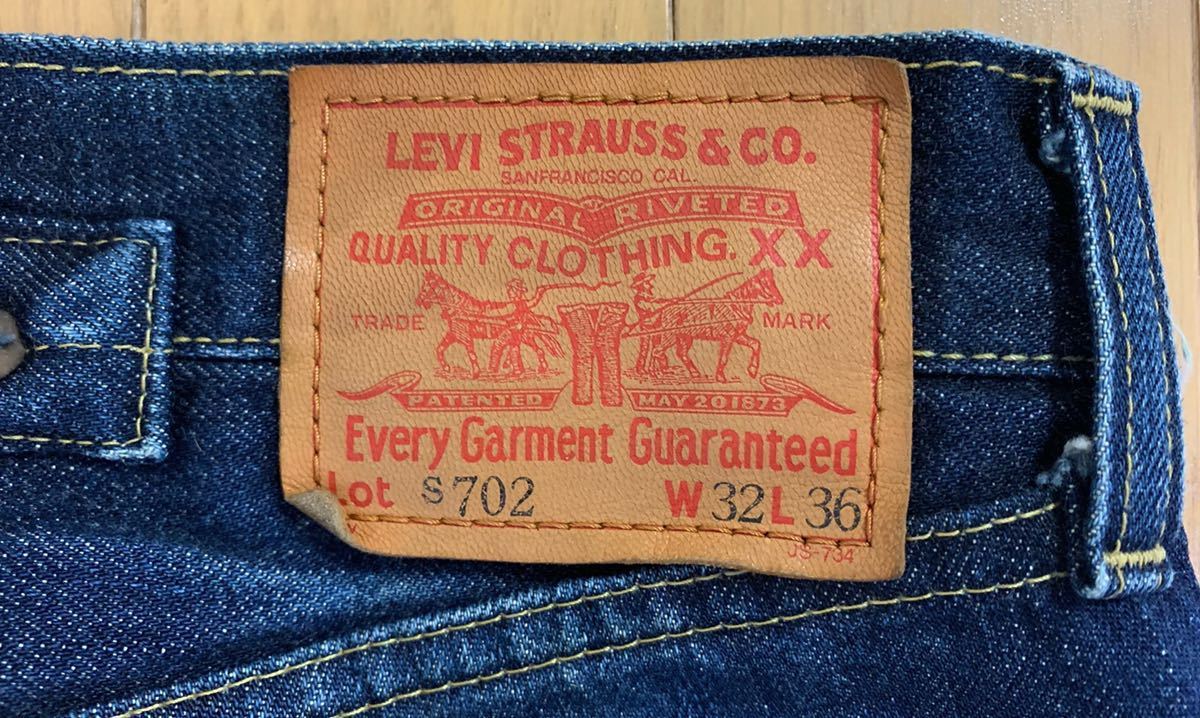 LEVI STRAUSS & CO.
SANFRANCISCO CAL.
ORIGINAL RIVETED
QUALITY CLOTHING. XX
TRADE MARK
PATENTED MAY 20 1873
Every Garment Guaranteed
Lot S702 W 32 L 36
JS-734